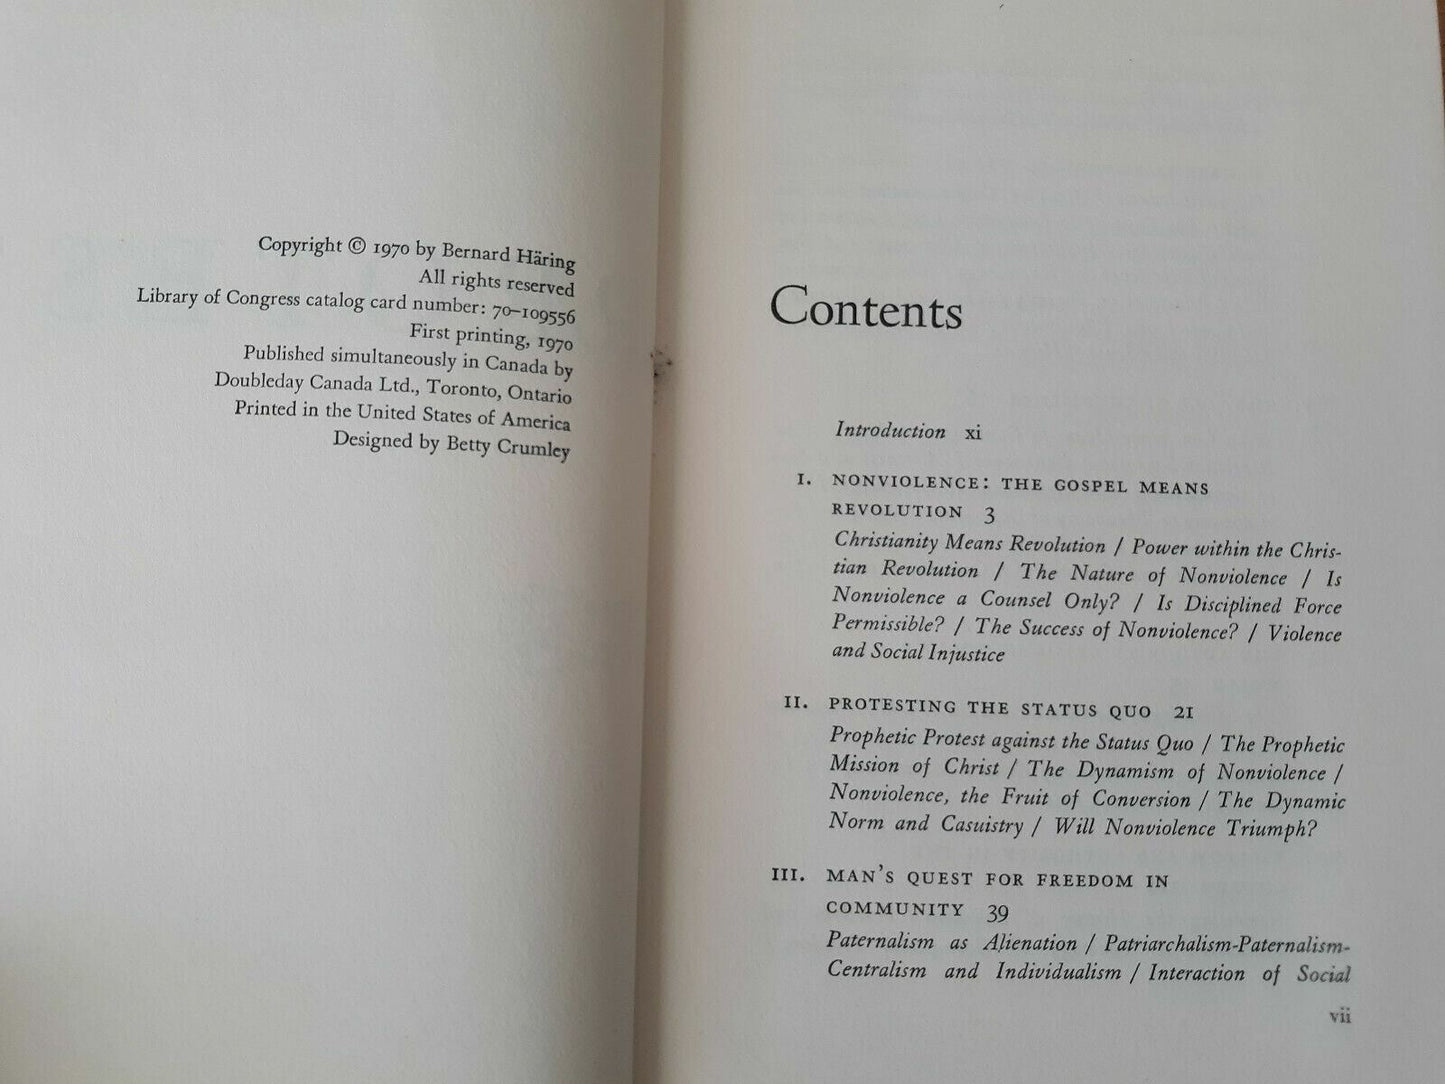 Copyright © 1970 by Bernard Häring
All rights reserved
Library of Congress catalog card number: 70–109556
First printing, 1970
Published simultaneously in Canada by
Doubleday Canada Ltd., Toronto, Ontario
Printed in the United States of America
Designed by Betty Crumley
Contents
Introduction xi
I. NONVIOLENCE: THE GOSPEL MEANS
REVOLUTION 3
Christianity Means Revolution / Power within the Chris-
tian Revolution / The Nature of Nonviolence / Is
Nonviolence a Counsel Only? / Is Disciplined Force
Permissible? / The Success of Nonviolence? / Violence
and Social Injustice
II. PROTESTING THE STATUS QUO 21
Prophetic Protest against the Status Quo / The Prophetic
Mission of Christ / The Dynamism of Nonviolence /
Nonviolence, the Fruit of Conversion / The Dynamic
Norm and Casuistry / Will Nonviolence Triumph?
III. MAN'S QUEST FOR FREEDOM IN
COMMUNITY 39
Paternalism as Alienation / Patriarchalism-Paternalism-
Centralism and Individualism / Interaction of Social
vii